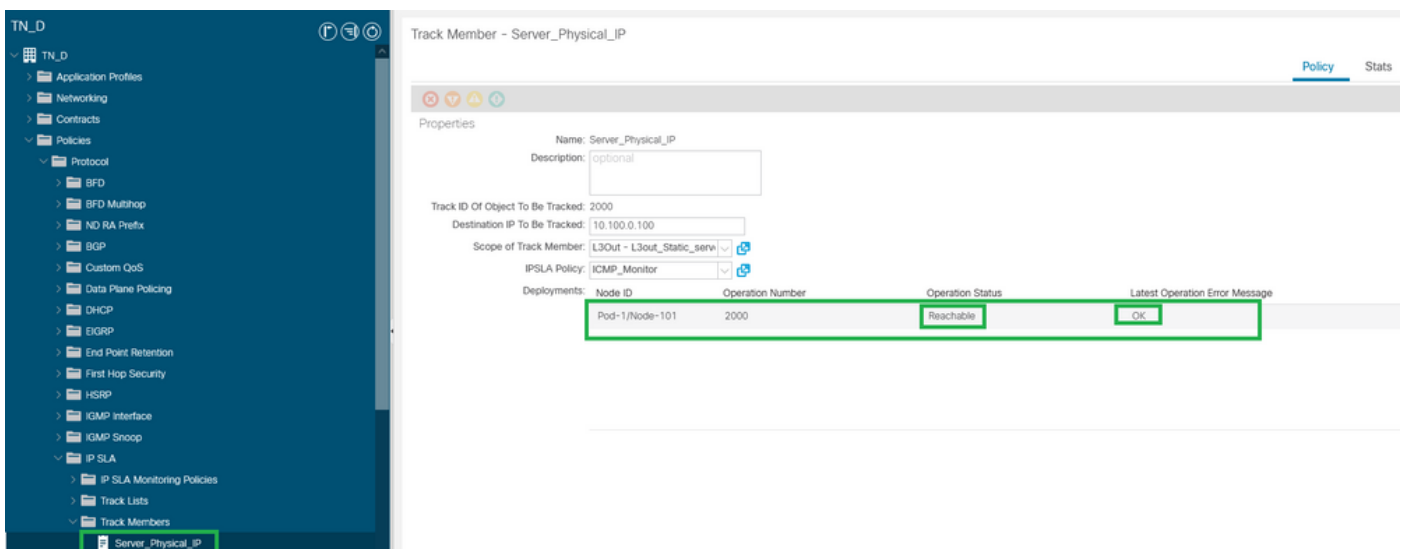 TN_D
TN_D
Application Profiles
Networking
Contracts
Policies
Protocol
BFD
BFD Multihop
ND RA Prefix
BGP
Custom QoS
Data Plane Policing
DHCP
EIGRP
End Point Retention
First Hop Security
HSRP
IGMP Interface
IGMP Snoop
IP SLA
IP SLA Monitoring Policies
Track Lists
Track Members
Server_Physical_IP
Track Member - Server_Physical_IP
Policy Stats
Properties
Name: Server_Physical_IP
Description: optional
Track ID Of Object To Be Tracked: 2000
Destination IP To Be Tracked: 10.100.0.100
Scope of Track Member: L3Out - L3out_Static_serv
IPSLA Policy: ICMP_Monitor
Deployments: Node ID Operation Number Operation Status Latest Operation Error Message
Pod-1/Node-101 2000 Reachable OK